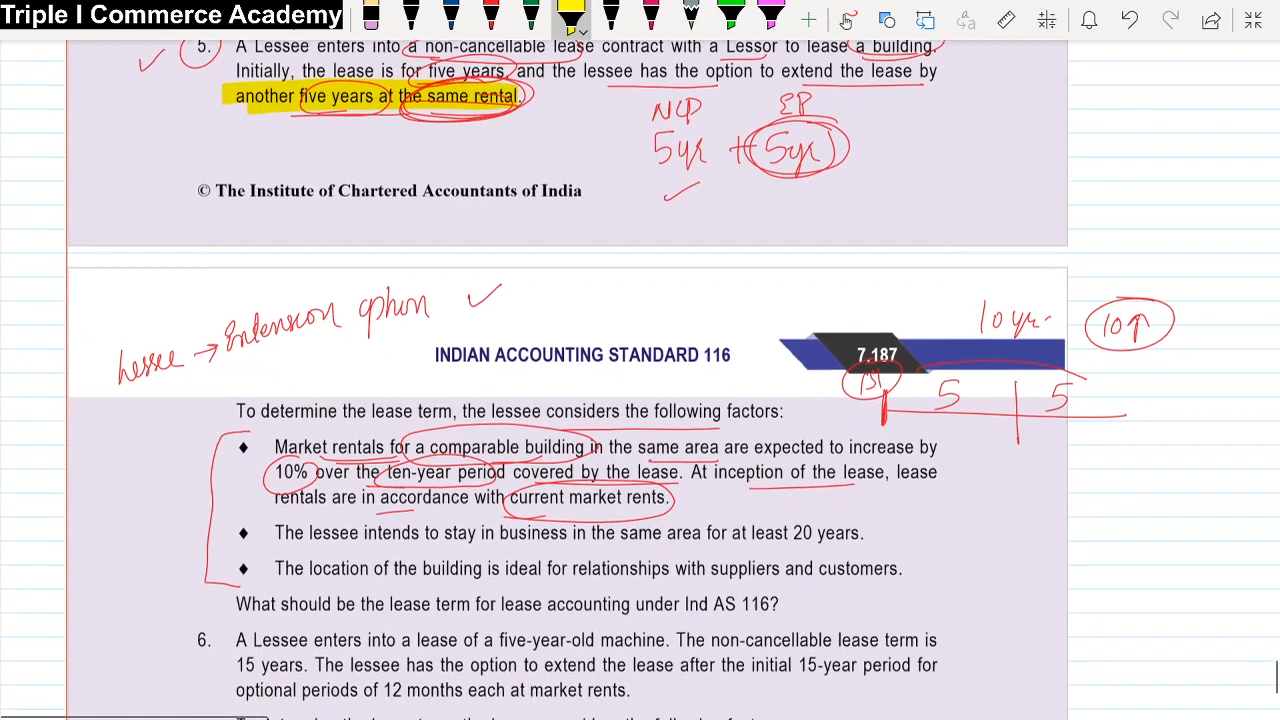 Triple I Commerce Academy
5. A Lessee enters into a non-cancellable lease contract with a Lessor to lease a building.
Initially, the lease is for five years, and the lessee has the option to extend the lease by
another five years at the same rental.
NCP EP
5yr + 5yr
© The Institute of Chartered Accountants of India
Lessee → Extension option
10 yr. 10↑
INDIAN ACCOUNTING STANDARD 116
7.187
5 5
To determine the lease term, the lessee considers the following factors:
♦ Market rentals for a comparable building in the same area are expected to increase by
10% over the ten-year period covered by the lease. At inception of the lease, lease
rentals are in accordance with current market rents.
♦ The lessee intends to stay in business in the same area for at least 20 years.
♦ The location of the building is ideal for relationships with suppliers and customers.
What should be the lease term for lease accounting under Ind AS 116?
6. A Lessee enters into a lease of a five-year-old machine. The non-cancellable lease term is
15 years. The lessee has the option to extend the lease after the initial 15-year period for
optional periods of 12 months each at market rents.